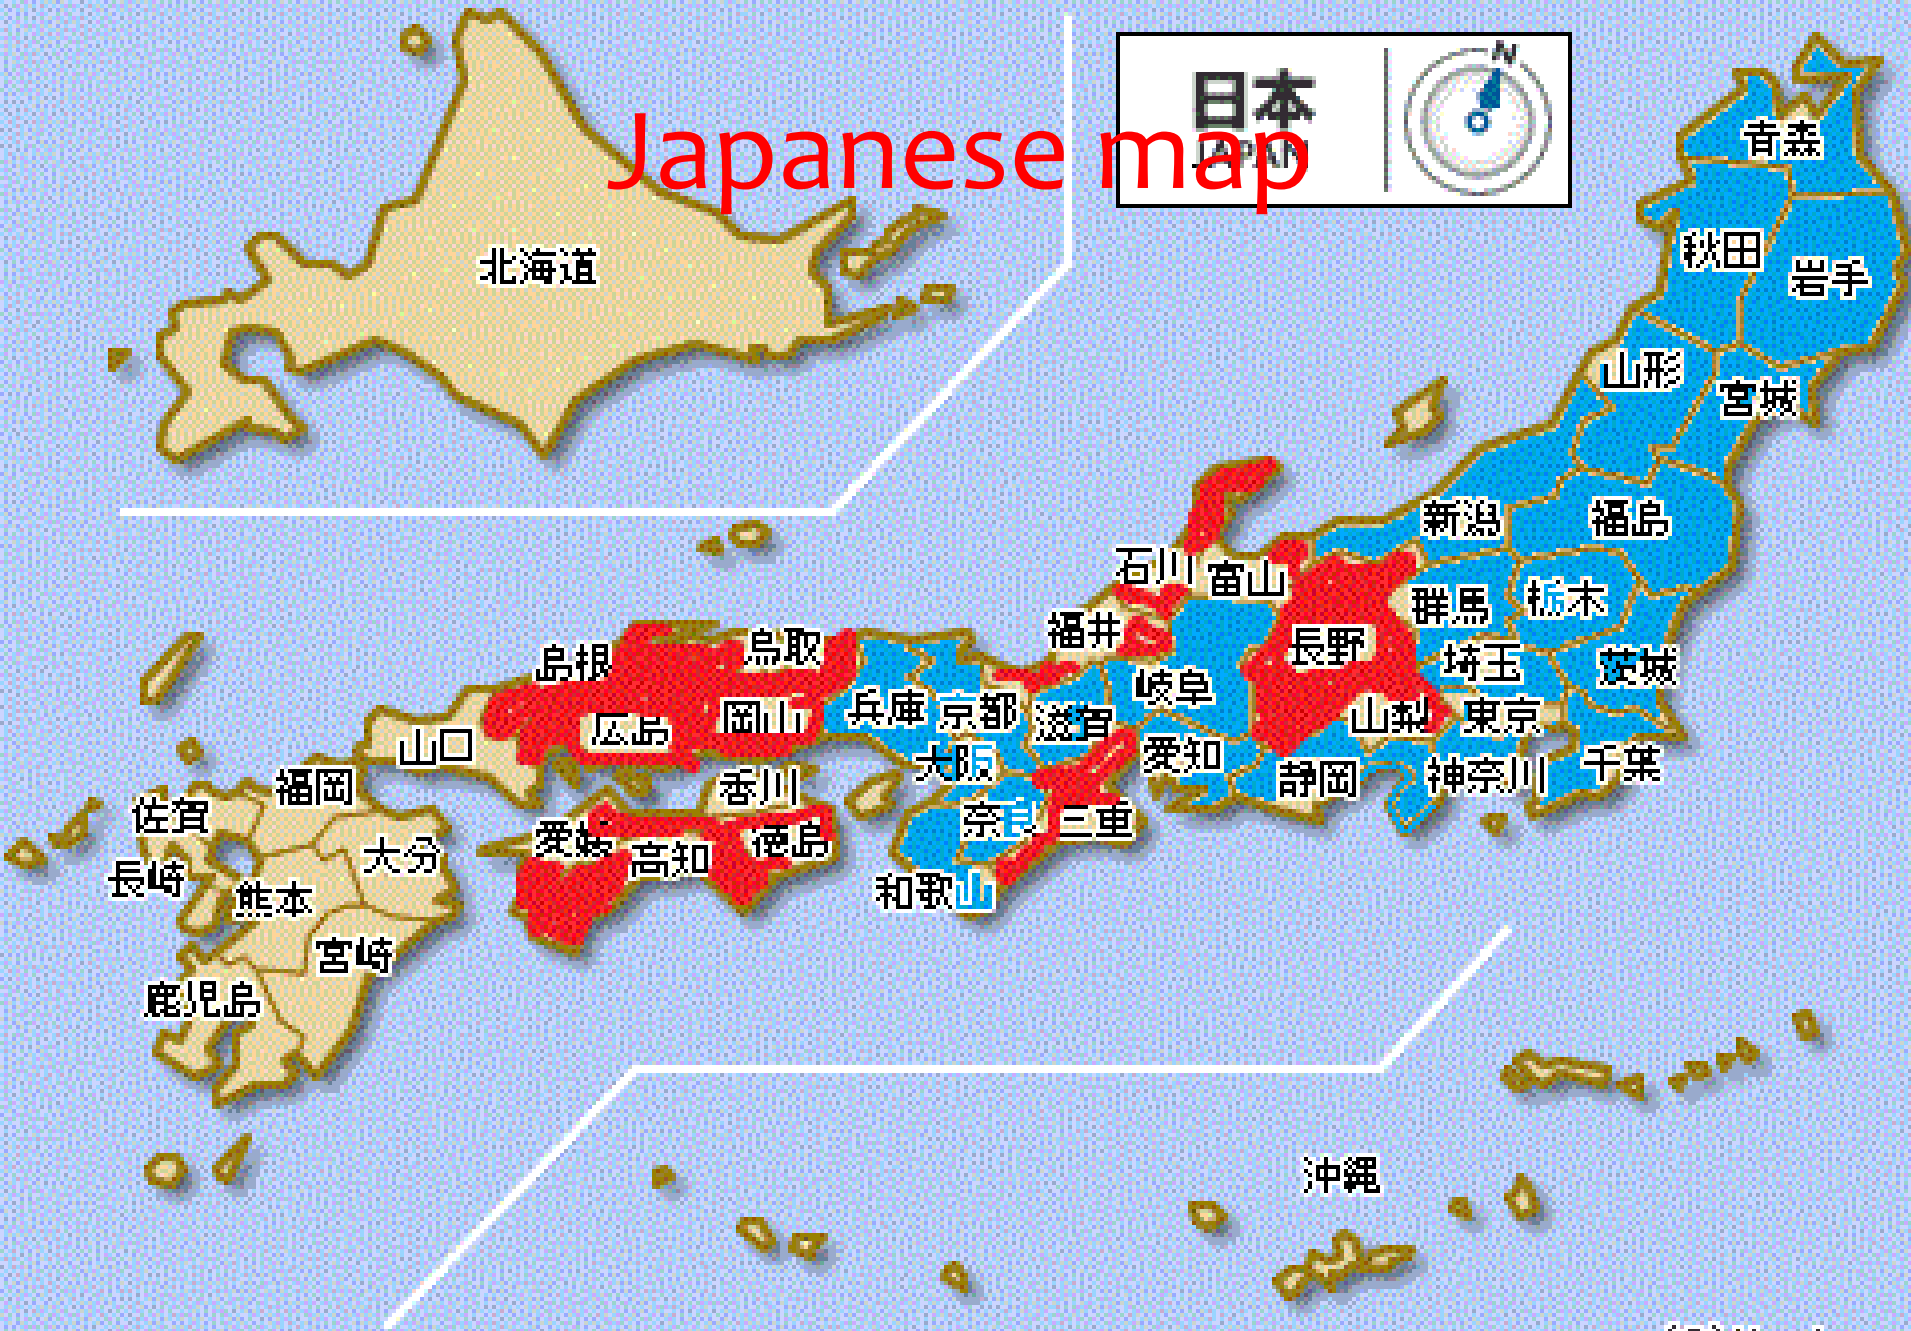 日本
JAPAN
Japanese map
N
北海道
青森
秋田
岩手
山形
宮城
新潟
福島
石川
富山
群馬
栃木
福井
長野
埼玉
茨城
島根
鳥取
岐阜
兵庫
京都
滋賀
山梨
東京
広島
岡山
山口
大阪
愛知
静岡
神奈川
千葉
福岡
香川
佐賀
愛媛
高知
徳島
奈良
三重
大分
長崎
熊本
和歌山
宮崎
鹿児島
沖縄